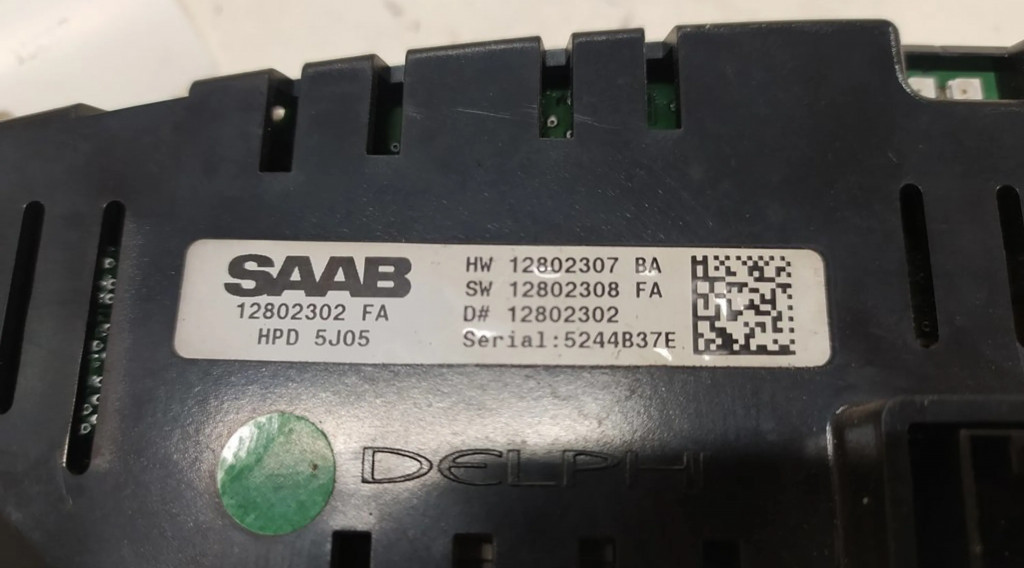 SAAB
12802302 FA
HPD 5J05
HW 12802307 BA
SW 12802308 FA
D# 12802302
Serial:5244B37E
DELPHI